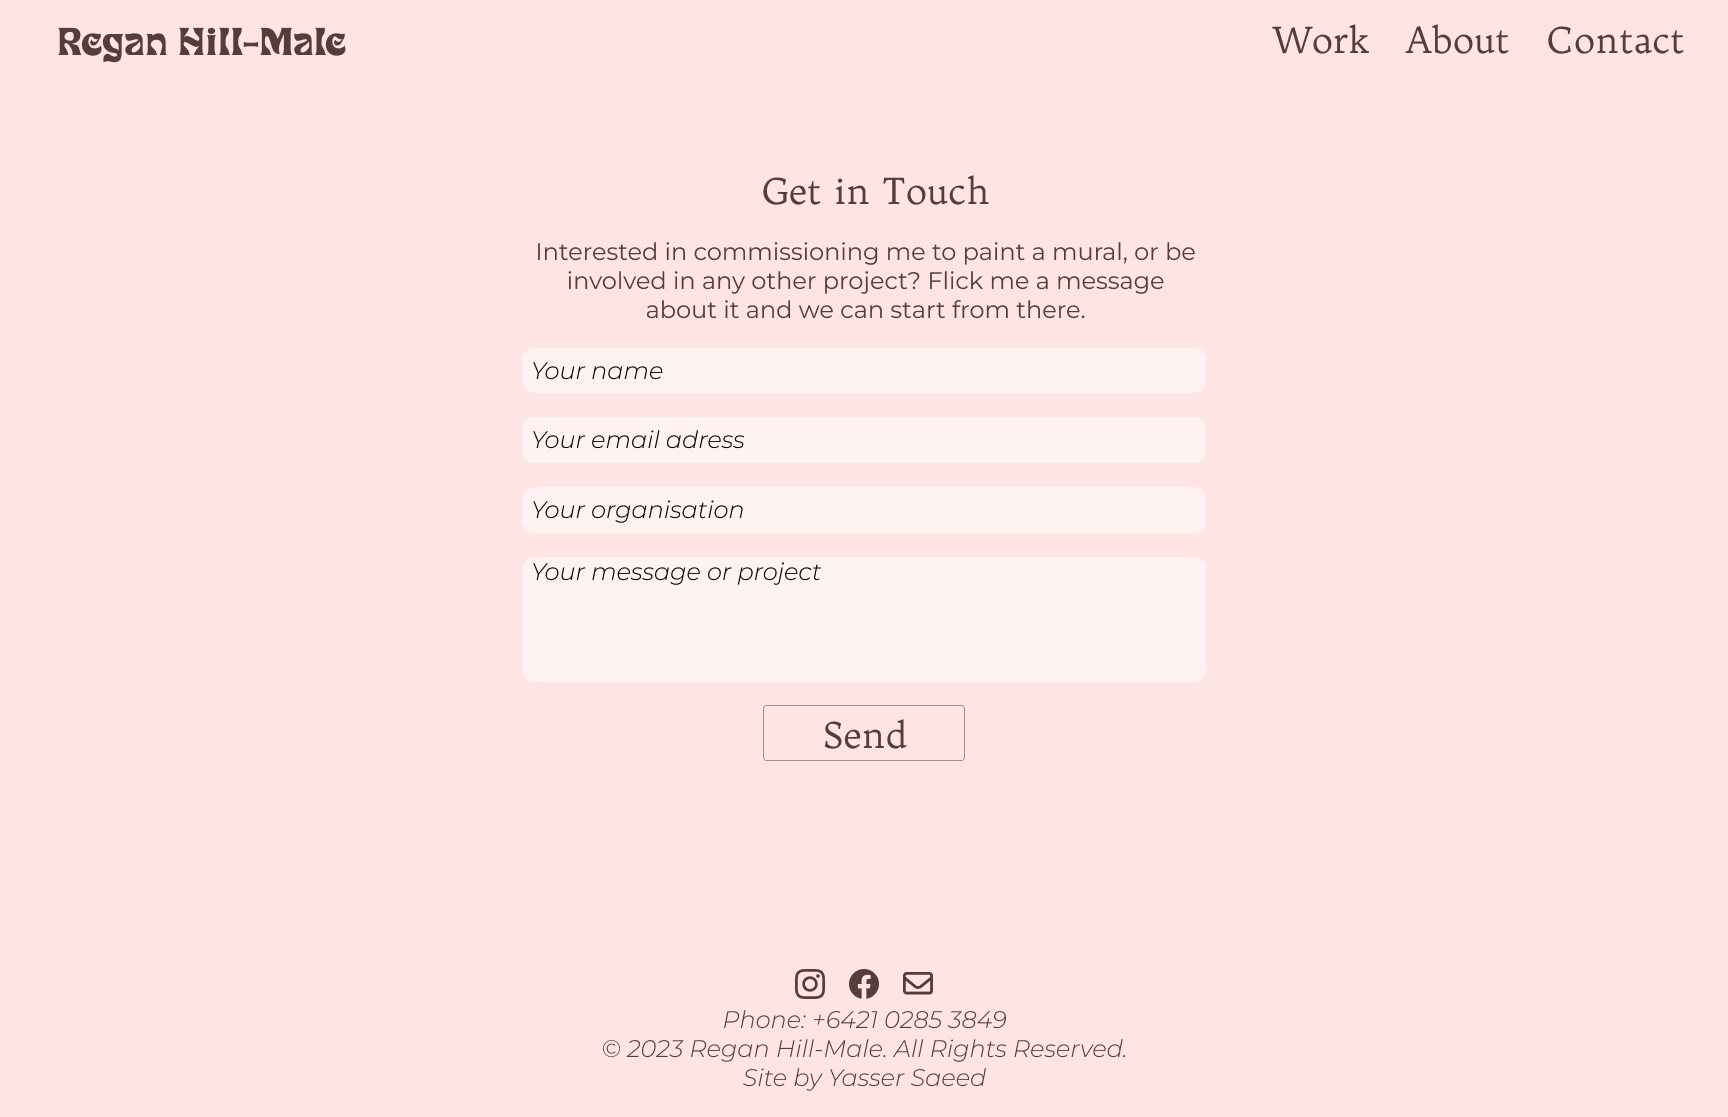 Regan Hill-Male
Work About Contact
Get in Touch
Interested in commissioning me to paint a mural, or be
involved in any other project? Flick me a message
about it and we can start from there.
Your name
Your email adress
Your organisation
Your message or project
Send
Phone: +6421 0285 3849
© 2023 Regan Hill-Male. All Rights Reserved.
Site by Yasser Saeed